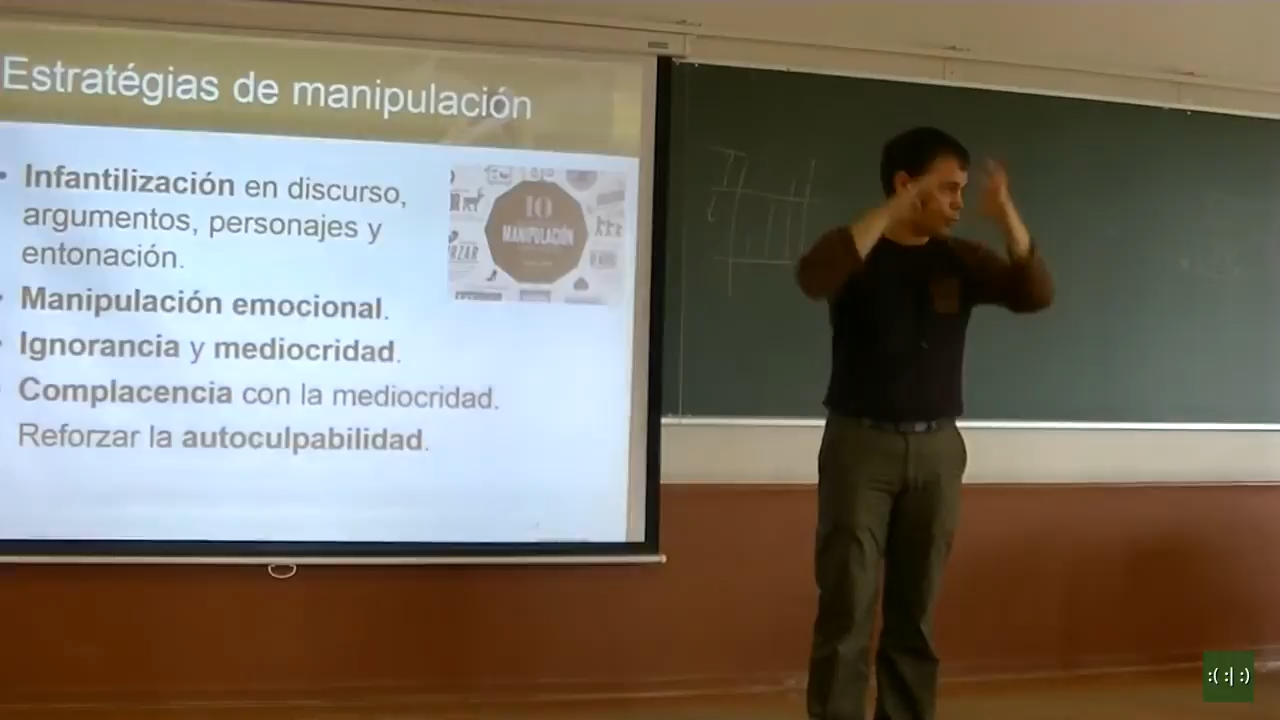 Estratégias de manipulación
• Infantilización en discurso,
argumentos, personajes y
entonación.
• Manipulación emocional.
• Ignorancia y mediocridad.
Complacencia con la mediocridad.
Reforzar la autoculpabilidad.
10
MANIPULACIÓN
:( :| :)